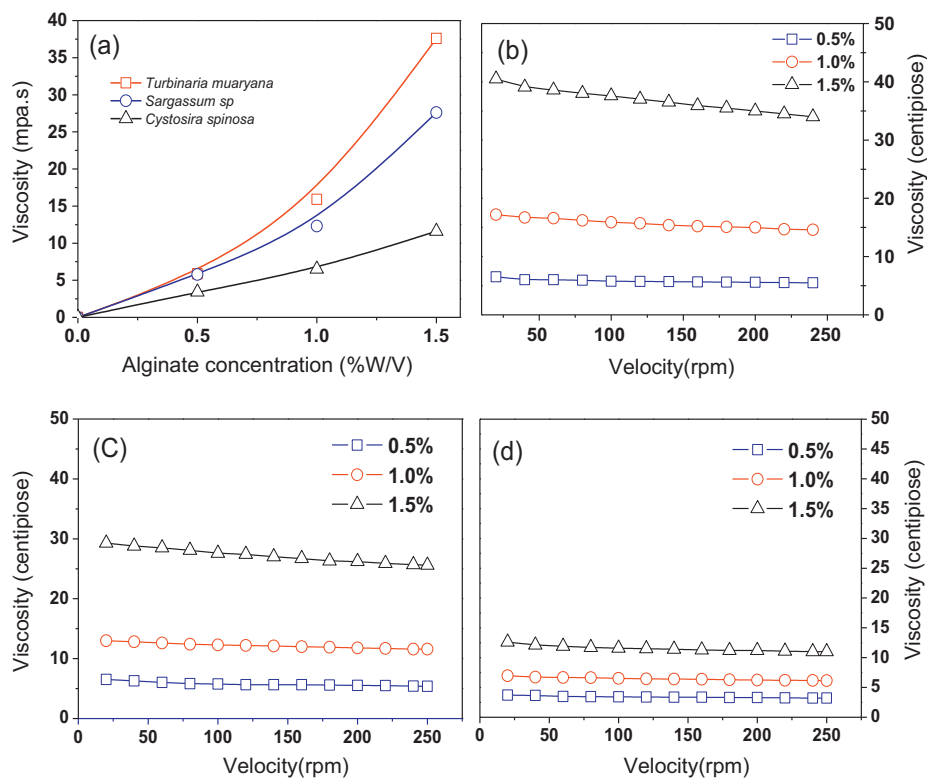 (a)
40
35
30
25
20
15
10
5
0
Viscosity (mpa.s)
Turbinaria muaryana
Sargassum sp
Cystosira spinosa
0.0 0.5 1.0 1.5
Alginate concentration (%W/V)
(b)
0.5%
1.0%
1.5%
50
40
30
20
10
0
Viscosity (centipiose)
50 100 150 200 250
Velocity(rpm)
(C)
50
40
30
20
10
0
Viscosity (centipiose)
0.5%
1.0%
1.5%
0 50 100 150 200 250
Velocity(rpm)
(d)
0.5%
1.0%
1.5%
50
45
40
35
30
25
20
15
10
5
0
Viscosity (centipiose)
0 50 100 150 200 250
Velocity(rpm)